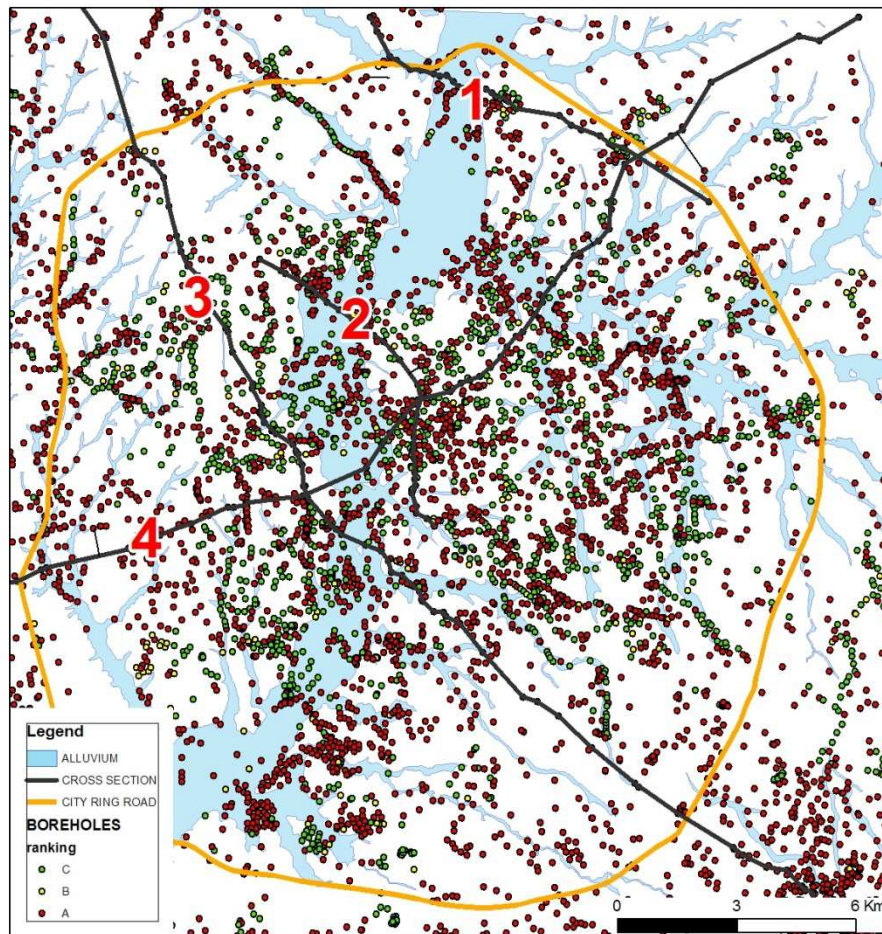 1
3
2
4
Legend
ALLUVIUM
CROSS SECTION
CITY RING ROAD
BOREHOLES
ranking
C
B
A
0 3 6 Km